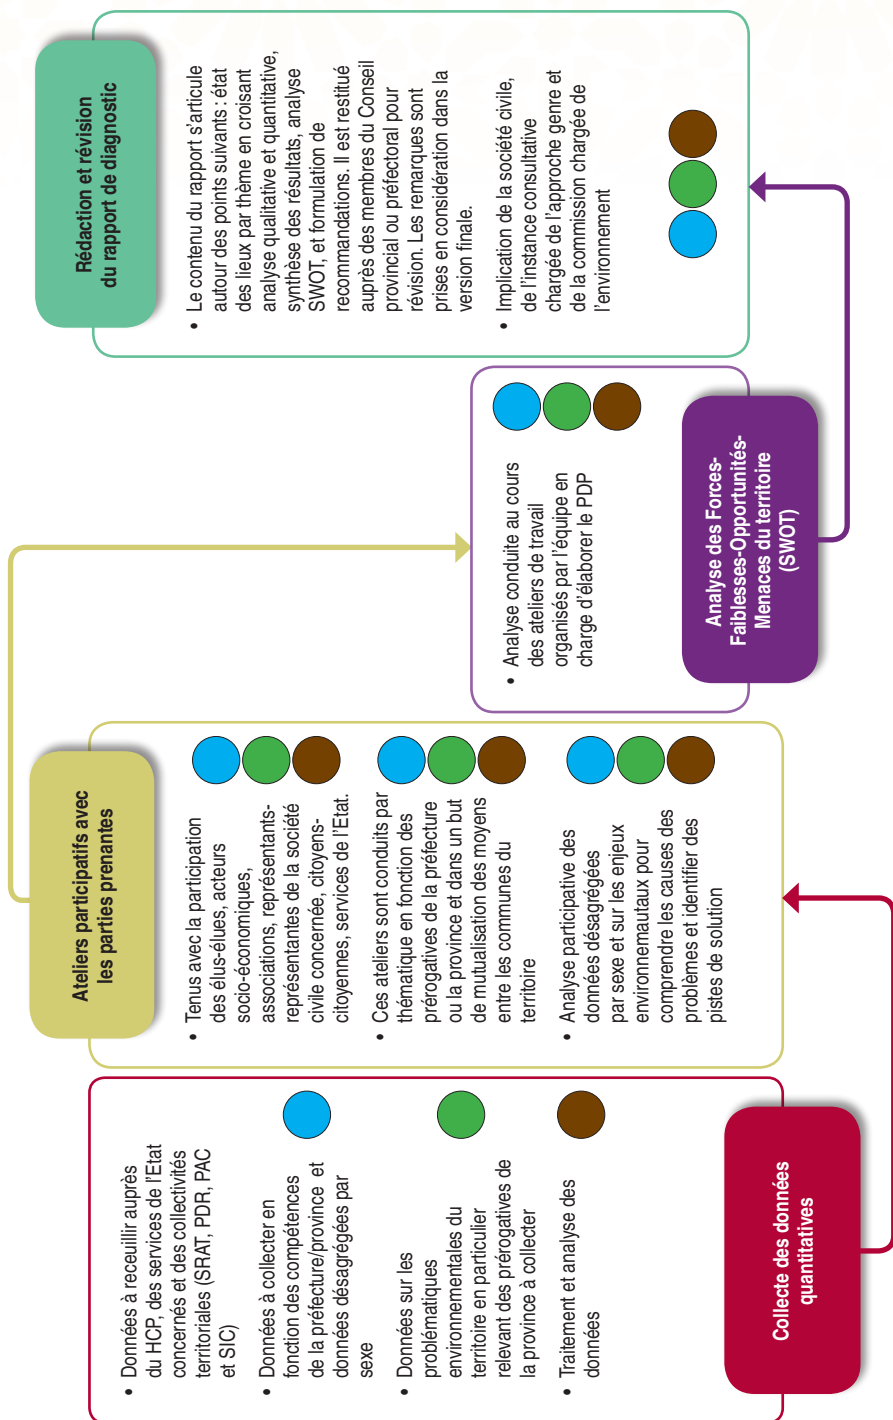 • Données à receuillir auprès
du HCP, des services de l'Etat
concernés et des collectivités
territoriales (SRAT, PDR, PAC
et SIC)
• Données à collecter en
fonction des compétences
de la préfecture/province et
données désagrégées par
sexe
• Données sur les
problématiques
environnementales du
territoire en particulier
relevant des prérogatives de
la province à collecter
• Traitement et analyse des
données
Collecte des données
quantitatives
Ateliers participatifs avec
les parties prenantes
• Tenus avec la participation
des élus-élues, acteurs
socio-économiques,
associations, représentants-
représentantes de la société
civile concernée, citoyens-
citoyennes, services de l'Etat.
• Ces ateliers sont conduits par
thématique en fonction des
prérogatives de la préfecture
ou la province et dans un but
de mutualisation des moyens
entre les communes du
territoire
• Analyse participative des
données désagrégées
par sexe et sur les enjeux
environnemautaux pour
comprendre les causes des
problèmes et identifier des
pistes de solution
• Analyse conduite au cours
des ateliers de travail
organisés par l'équipe en
charge d'élaborer le PDP
Analyse des Forces-
Faiblesses-Opportunités-
Menaces du territoire
(SWOT)
Rédaction et révision
du rapport de diagnostic
• Le contenu du rapport s'articule
autour des points suivants : état
des lieux par thème en croisant
analyse qualitative et quantitative,
synthèse des résultats, analyse
SWOT, et formulation de
recommandations. Il est restitué
auprès des membres du Conseil
provincial ou préfectoral pour
révision. Les remarques sont
prises en considération dans la
version finale.
• Implication de la société civile,
de l'instance consultative
chargée de l'approche genre et
de la commission chargée de
l'environnement